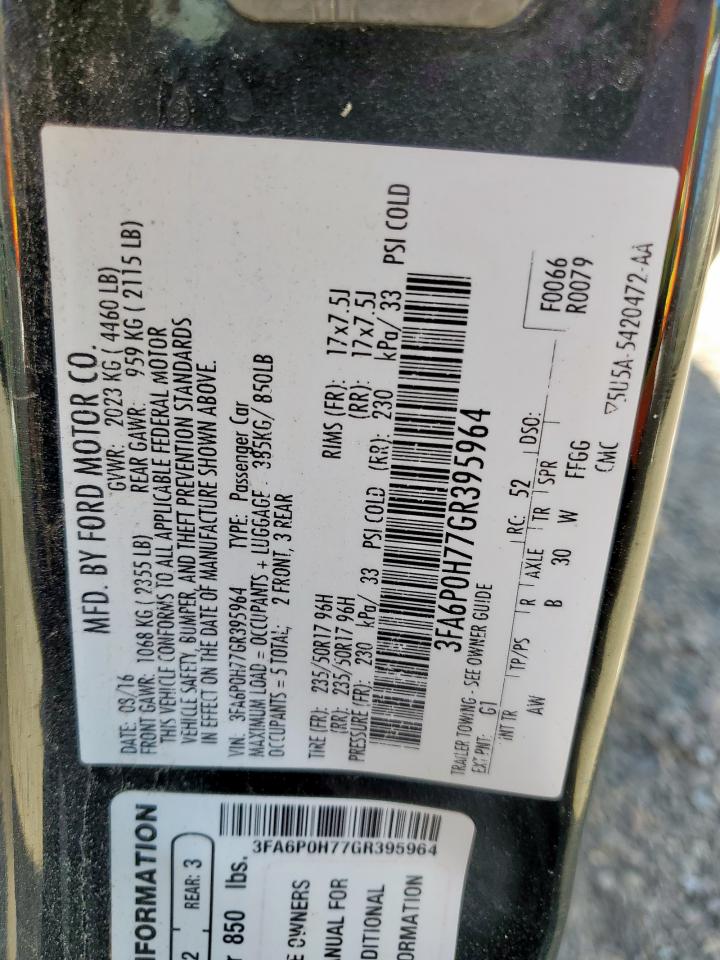 MFD. BY FORD MOTOR CO.
DATE: 03/16 GVWR: 2023 KG ( 4460 LB)
FRONT GAWR: 1068 KG ( 2355 LB) REAR GAWR: 959 KG ( 2115 LB)
THIS VEHICLE CONFORMS TO ALL APPLICABLE FEDERAL MOTOR
VEHICLE SAFETY, BUMPER, AND THEFT PREVENTION STANDARDS
IN EFFECT ON THE DATE OF MANUFACTURE SHOWN ABOVE.
VIN: 3FA6P0H77GR395964 TYPE: Passenger Car
MAXIMUM LOAD = OCCUPANTS + LUGGAGE = 385KG/ 850LB
OCCUPANTS = 5 TOTAL; 2 FRONT, 3 REAR
TIRE (FR): 235/50R17 96H RIMS (FR): 17x7.5J
(RR): 235/50R17 96H (RR): 17x7.5J
PRESSURE (FR): 230 kPa/ 33 PSI COLD (RR): 230 kPa/ 33 PSI COLD
3FA6P0H77GR395964
TRAILER TOWING - SEE OWNER GUIDE
EXT PNT: G1 RC: 52 DSO: F0066
R0079
INT TR TP/PS R AXLE TR SPR
AW B 30 W FFGG
CMC ▽5U5A-5420472-AA
NFORMATION
2 REAR: 3
850 lbs.
3FA6P0H77GR395964
E OWNERS
ANUAL FOR
DITIONAL
ORMATION